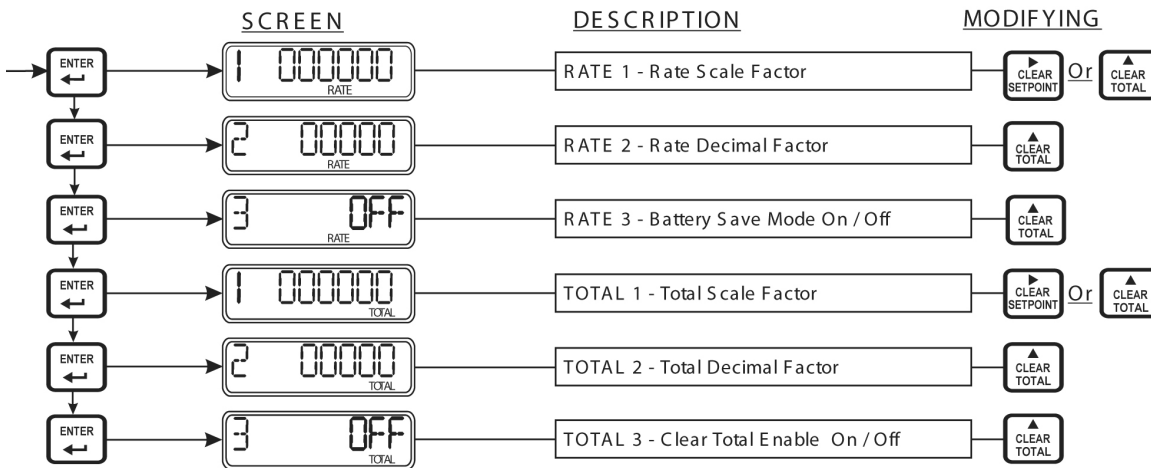 SCREEN DESCRIPTION MODIFYING
ENTER 1 000000 RATE RATE 1 - Rate Scale Factor CLEAR SETPOINT Or CLEAR TOTAL
ENTER 2 00000 RATE RATE 2 - Rate Decimal Factor CLEAR TOTAL
ENTER 3 OFF RATE RATE 3 - Battery Save Mode On / Off CLEAR TOTAL
ENTER 1 000000 TOTAL TOTAL 1 - Total Scale Factor CLEAR SETPOINT Or CLEAR TOTAL
ENTER 2 00000 TOTAL TOTAL 2 - Total Decimal Factor CLEAR TOTAL
ENTER 3 OFF TOTAL TOTAL 3 - Clear Total Enable On / Off CLEAR TOTAL